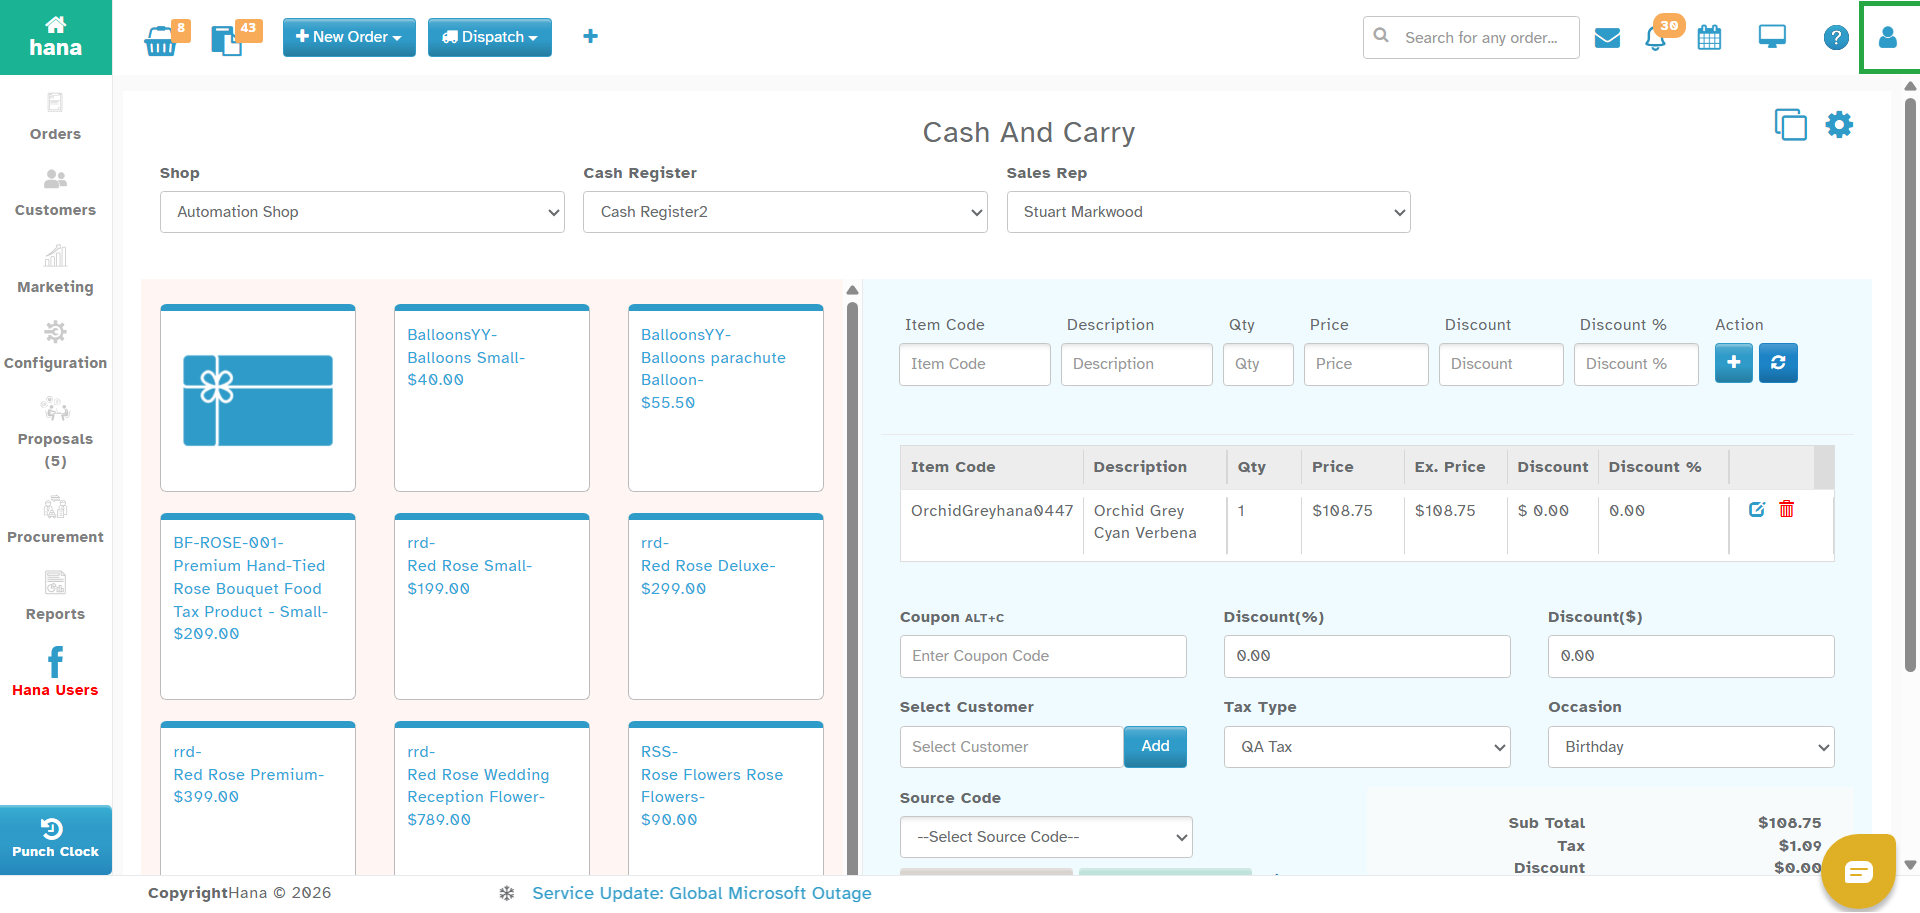 hana
8
43
New Order
Dispatch
Search for any order...
30
?
Orders
Customers
Marketing
Configuration
Proposals
(5)
Procurement
Reports
Hana Users
Punch Clock
Cash And Carry
Shop
Cash Register
Sales Rep
Automation Shop
Cash Register2
Stuart Markwood
BalloonsYY-
Balloons Small-
$40.00
BalloonsYY-
Balloons parachute
Balloon-
$55.50
BF-ROSE-001-
Premium Hand-Tied
Rose Bouquet Food
Tax Product - Small-
$209.00
rrd-
Red Rose Small-
$199.00
rrd-
Red Rose Deluxe-
$299.00
rrd-
Red Rose Premium-
$399.00
rrd-
Red Rose Wedding
Reception Flower-
$789.00
RSS-
Rose Flowers Rose
Flowers-
$90.00
Item Code Description Qty Price Discount Discount % Action
Item Code Description Qty Price Discount Discount %
Item Code Description Qty Price Ex. Price Discount Discount %
OrchidGreyhana0447 Orchid Grey 1 $108.75 $108.75 $ 0.00 0.00
Cyan Verbena
Coupon ALT+C Discount(%) Discount($)
Enter Coupon Code 0.00 0.00
Select Customer Tax Type Occasion
Select Customer Add QA Tax Birthday
Source Code
--Select Source Code--
Sub Total $108.75
Tax $1.09
Discount $0.00
CopyrightHana © 2026
Service Update: Global Microsoft Outage